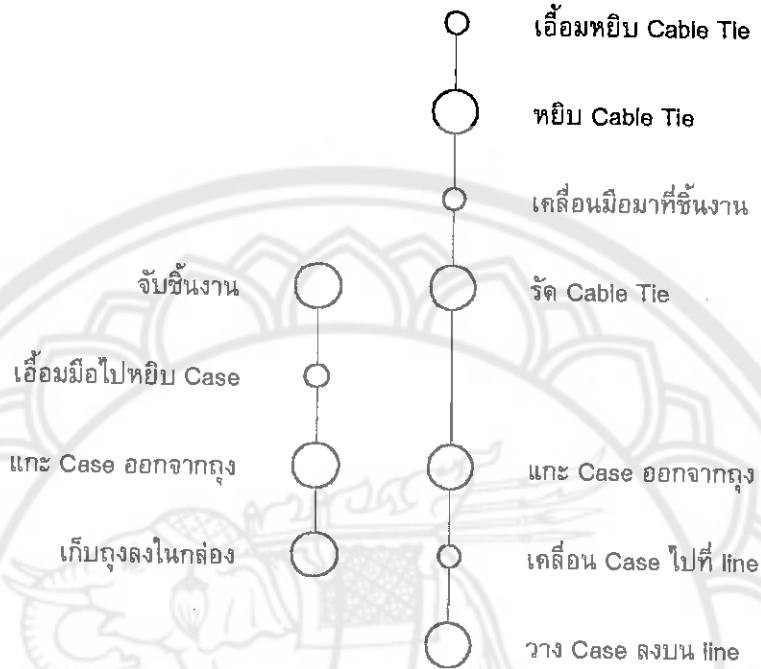 เอื้อมหยิบ Cable Tie
หยิบ Cable Tie
เคลื่อนมือมาที่ชิ้นงาน
จับชิ้นงาน
รัด Cable Tie
เอื้อมมือไปหยิบ Case
แกะ Case ออกจากถุง
แกะ Case ออกจากถุง
เก็บถุงลงในกล่อง
เคลื่อน Case ไปที่ line
วาง Case ลงบน line